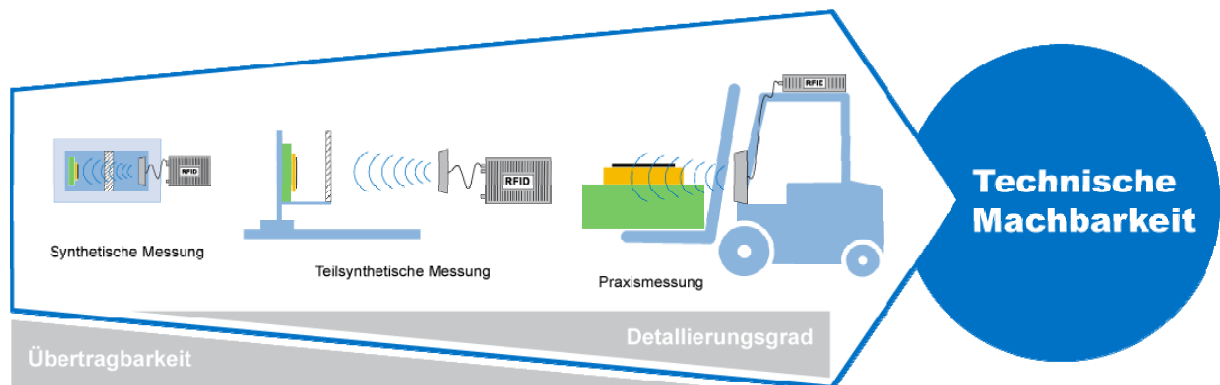 RFID
RFID
RFID
Synthetische Messung
Teilsynthetische Messung
Praxismessung
Technische
Machbarkeit
Detallierungsgrad
Übertragbarkeit